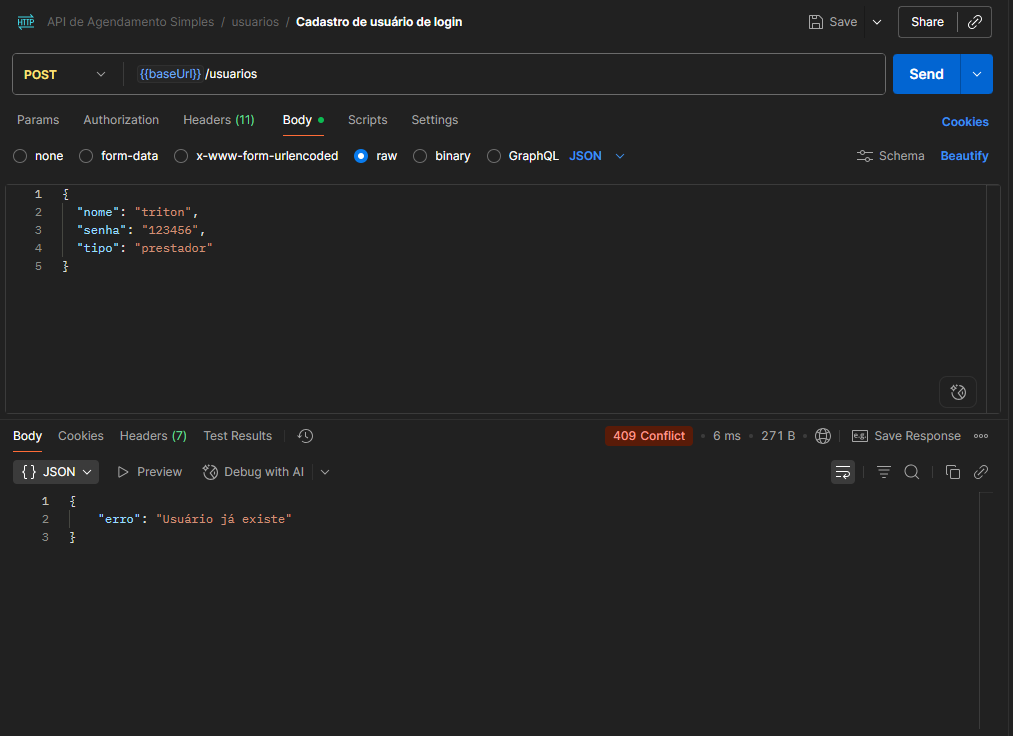 HTTP API de Agendamento Simples / usuarios / Cadastro de usuário de login Save Share
POST {{baseUrl}} /usuarios Send
Params Authorization Headers (11) Body Scripts Settings Cookies
none form-data x-www-form-urlencoded raw binary GraphQL JSON Schema Beautify
1 {
2 "nome": "triton",
3 "senha": "123456",
4 "tipo": "prestador"
5 }
Body Cookies Headers (7) Test Results 409 Conflict 6 ms 271 B e.g. Save Response
{} JSON Preview Debug with AI
1 {
2 "erro": "Usuário já existe"
3 }